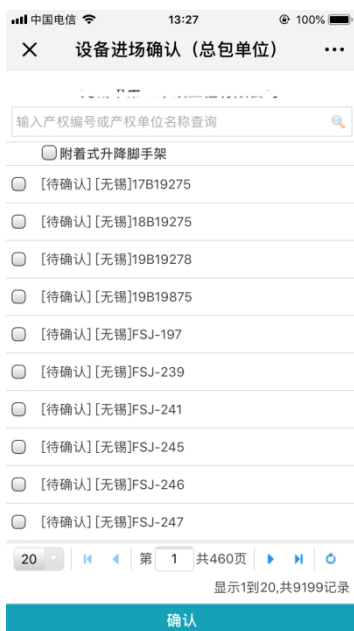 中国电信 13:27 100%
设备进场确认（总包单位）
输入产权编号或产权单位名称查询
附着式升降脚手架
[待确认] [无锡]17B19275
[待确认] [无锡]18B19275
[待确认] [无锡]19B19278
[待确认] [无锡]19B19875
[待确认] [无锡]FSJ-197
[待确认] [无锡]FSJ-239
[待确认] [无锡]FSJ-241
[待确认] [无锡]FSJ-245
[待确认] [无锡]FSJ-246
[待确认] [无锡]FSJ-247
20 第 1 共460页
显示1到20,共9199记录
确认